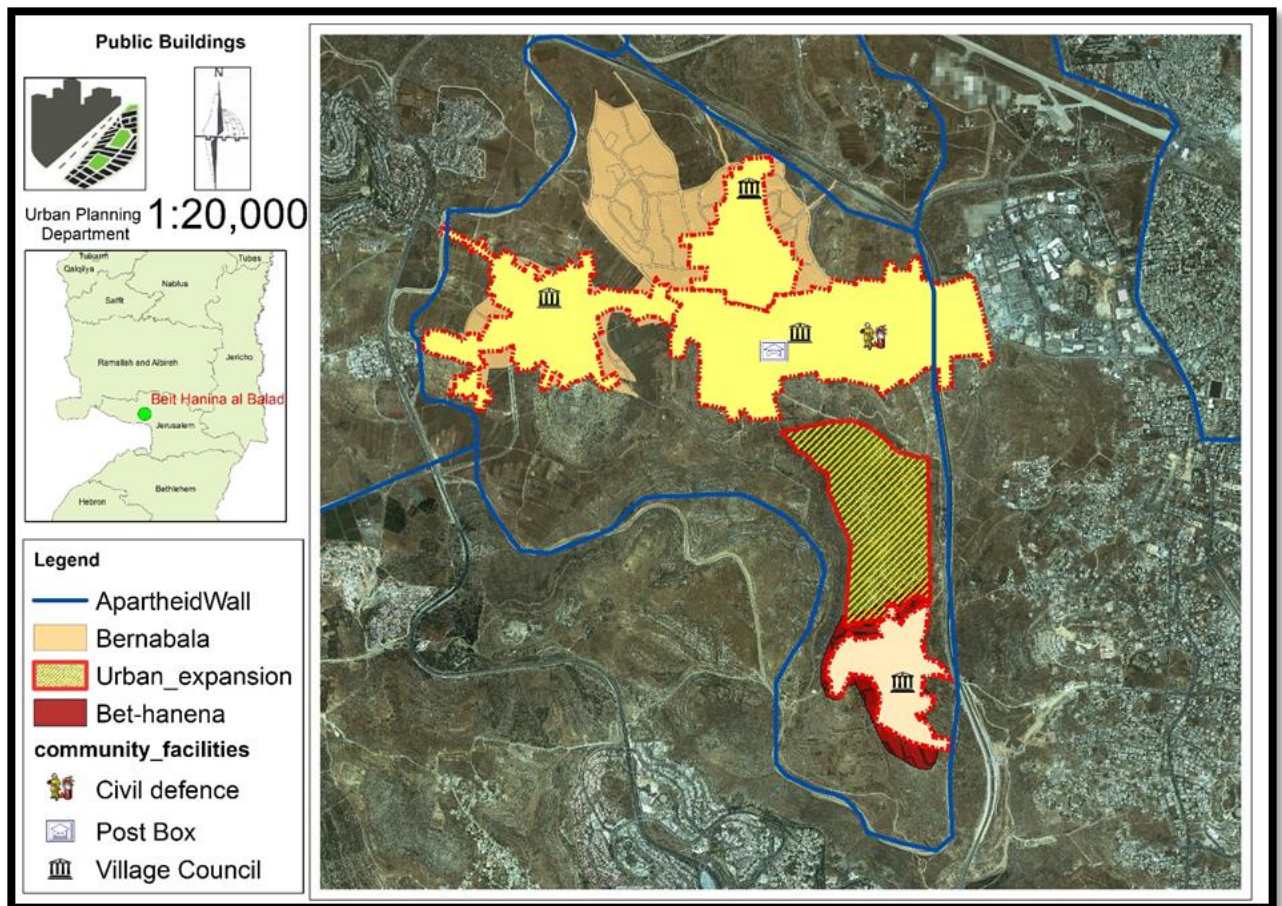 Public Buildings
N
Urban Planning
Department
1:20,000
Tulkarm
Tubas
Qalqilya
Nablus
Salfit
Ramallah and Albireh
Jericho
Beit Hanina al Balad
Jerusalem
Bethlehem
Hebron
Legend
ApartheidWall
Bernabala
Urban_expansion
Bet-hanena
community_facilities
Civil defence
Post Box
Village Council